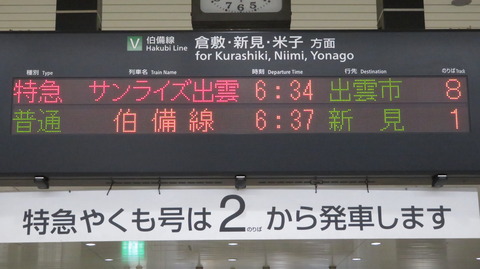 7 6 5
V 伯備線 Hakubi Line 倉敷・新見・米子 方面
for Kurashiki, Niimi, Yonago
種別 Type 列車名 Train Name 時刻 Departure Time 行先 Destination のりば Track
特急 サンライズ出雲 6:34 出雲市 8
普通 伯備線 6:37 新見 1
特急やくも号は2のりばから発車します